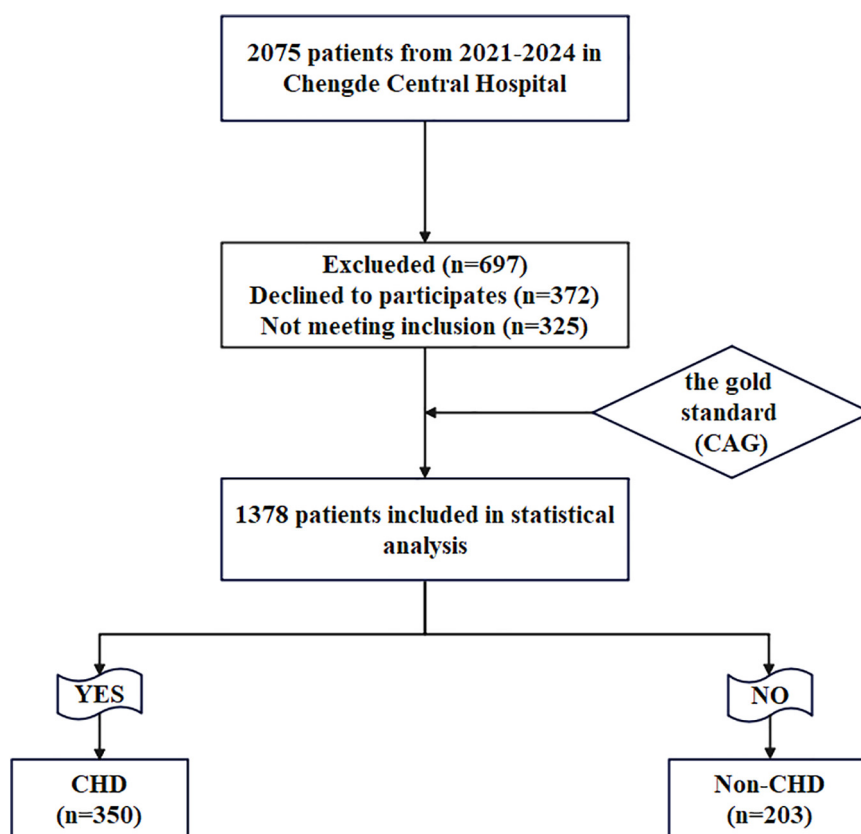 2075 patients from 2021-2024 in
Chengde Central Hospital
Exclueded (n=697)
Declined to participates (n=372)
Not meeting inclusion (n=325)
the gold
standard
(CAG)
1378 patients included in statistical
analysis
YES
NO
CHD
(n=350)
Non-CHD
(n=203)